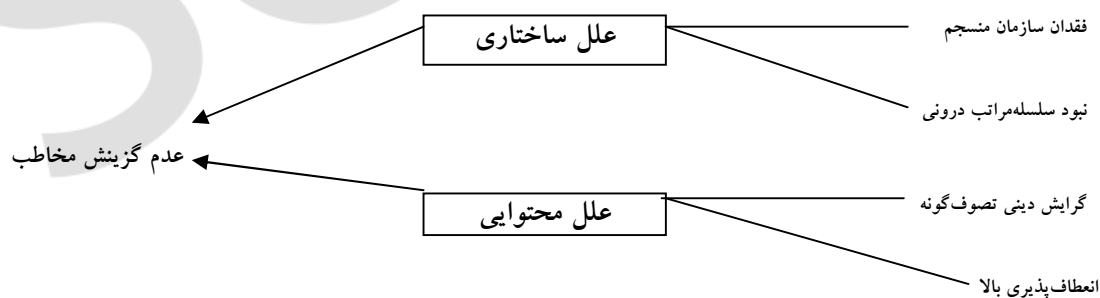 علل ساختاری
فقدان سازمان منسجم
نبود سلسله‌مراتب درونی
عدم گزینش مخاطب
علل محتوایی
گرایش دینی تصوف‌گونه
انعطاف‌پذیری بالا